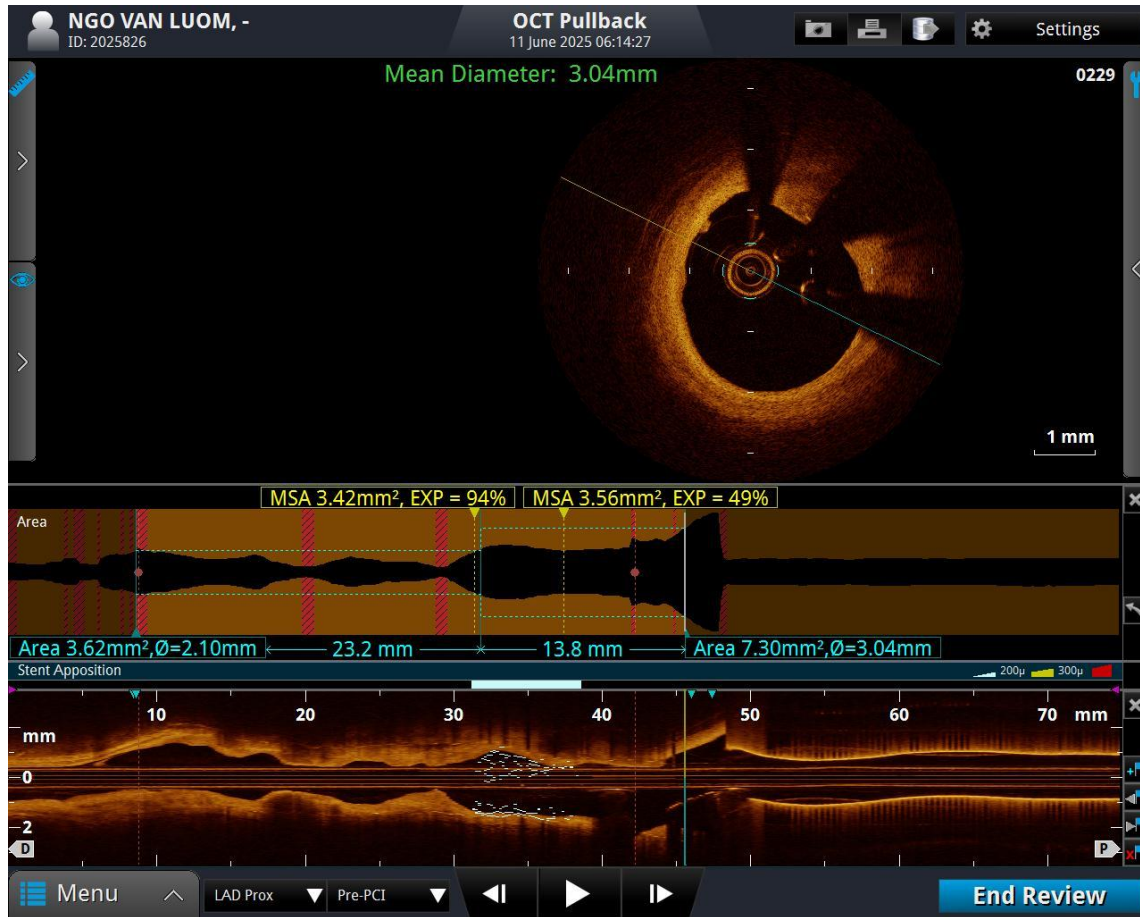 NGO VAN LUOM, -
ID: 2025826
OCT Pullback
11 June 2025 06:14:27
Settings
Mean Diameter: 3.04mm
0229
1 mm
MSA 3.42mm², EXP = 94%
MSA 3.56mm², EXP = 49%
Area
Area 3.62mm²,Ø=2.10mm
23.2 mm
13.8 mm
Area 7.30mm²,Ø=3.04mm
Stent Apposition
200µ
300µ
10 20 30 40 50 60 70 mm
mm
0
2
D
P
Menu
LAD Prox
Pre-PCI
End Review